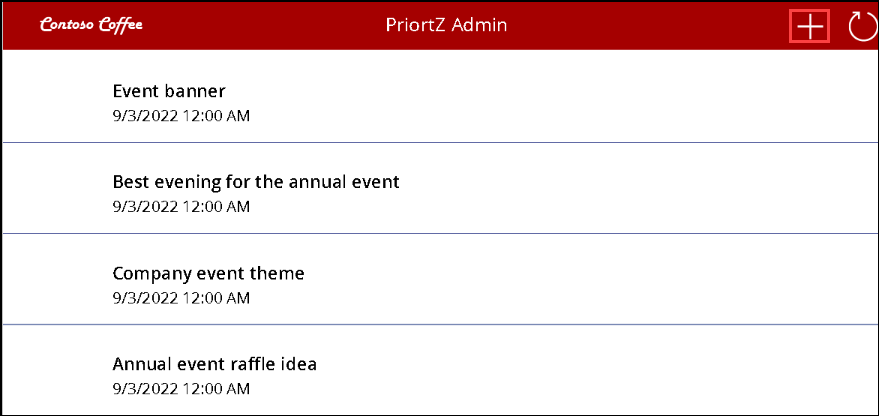 Contoso Coffee
PriortZ Admin
Event banner
9/3/2022 12:00 AM
Best evening for the annual event
9/3/2022 12:00 AM
Company event theme
9/3/2022 12:00 AM
Annual event raffle idea
9/3/2022 12:00 AM